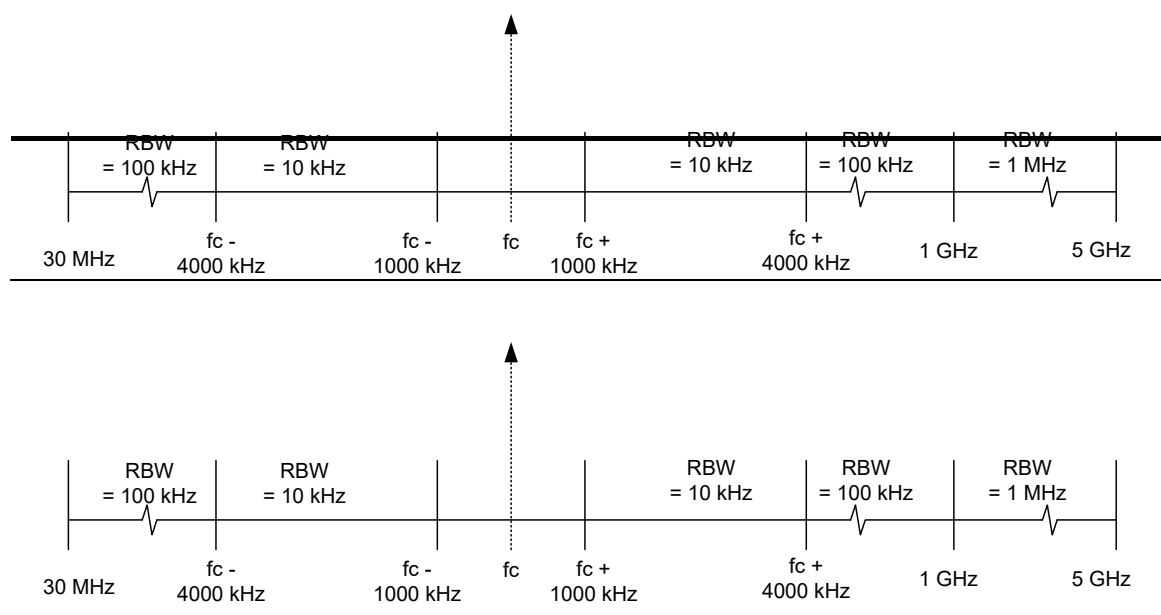 RBW
= 100 kHz
RBW
= 10 kHz
RBW
= 10 kHz
RBW
= 100 kHz
RBW
= 1 MHz
30 MHz
fc -
4000 kHz
fc -
1000 kHz
fc
fc +
1000 kHz
fc +
4000 kHz
1 GHz
5 GHz
RBW
= 100 kHz
RBW
= 10 kHz
RBW
= 10 kHz
RBW
= 100 kHz
RBW
= 1 MHz
30 MHz
fc -
4000 kHz
fc -
1000 kHz
fc
fc +
1000 kHz
fc +
4000 kHz
1 GHz
5 GHz